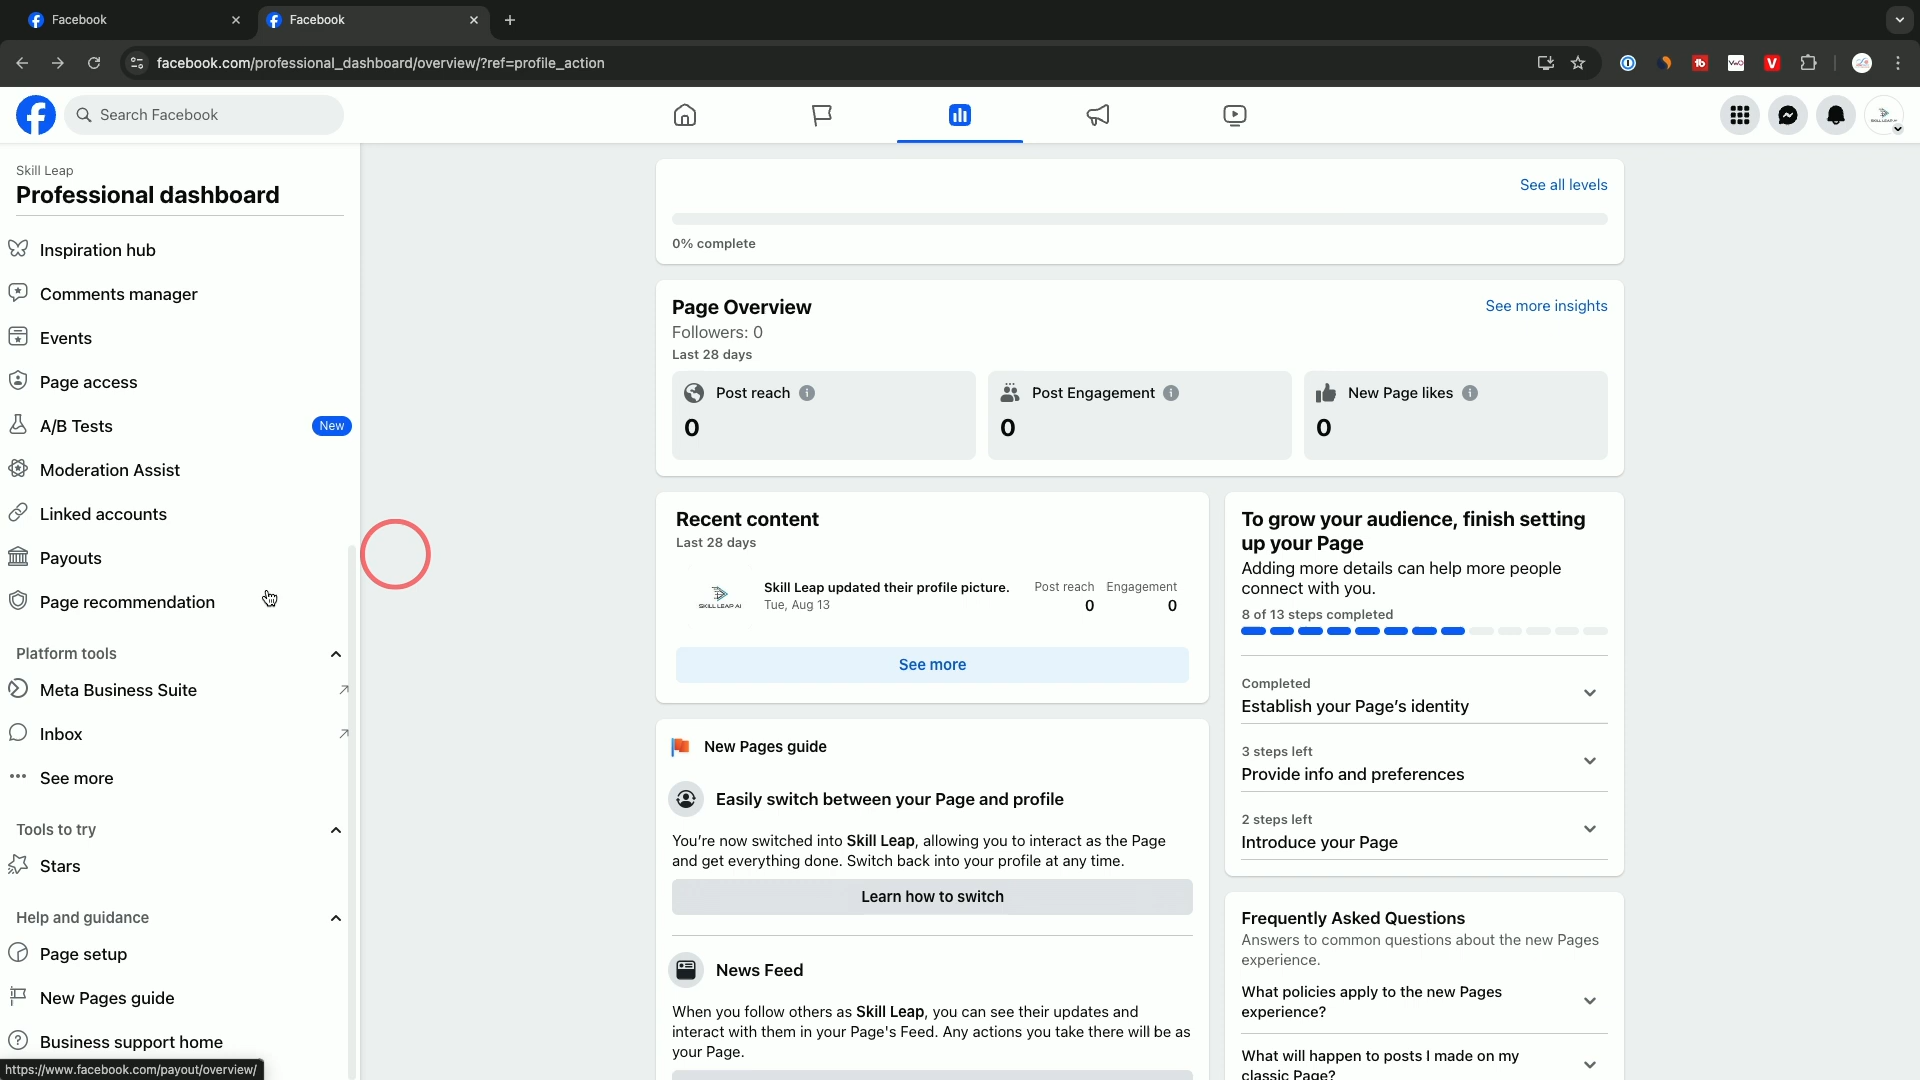 Facebook
Facebook
facebook.com/professional_dashboard/overview/?ref=profile_action
Search Facebook
Skill Leap
Professional dashboard
Inspiration hub
Comments manager
Events
Page access
A/B Tests
New
Moderation Assist
Linked accounts
Payouts
Page recommendation
Platform tools
Meta Business Suite
Inbox
See more
Tools to try
Stars
Help and guidance
Page setup
New Pages guide
Business support home
https://www.facebook.com/payout/overview/
See all levels
0% complete
Page Overview
See more insights
Followers: 0
Last 28 days
Post reach
0
Post Engagement
0
New Page likes
0
Recent content
Last 28 days
SKILL LEAP AI
Skill Leap updated their profile picture.
Tue, Aug 13
Post reach
0
Engagement
0
See more
New Pages guide
Easily switch between your Page and profile
You're now switched into Skill Leap, allowing you to interact as the Page
and get everything done. Switch back into your profile at any time.
Learn how to switch
News Feed
When you follow others as Skill Leap, you can see their updates and
interact with them in your Page's Feed. Any actions you take there will be as
your Page.
To grow your audience, finish setting
up your Page
Adding more details can help more people
connect with you.
8 of 13 steps completed
Completed
Establish your Page's identity
3 steps left
Provide info and preferences
2 steps left
Introduce your Page
Frequently Asked Questions
Answers to common questions about the new Pages
experience.
What policies apply to the new Pages
experience?
What will happen to posts I made on my
classic Page?